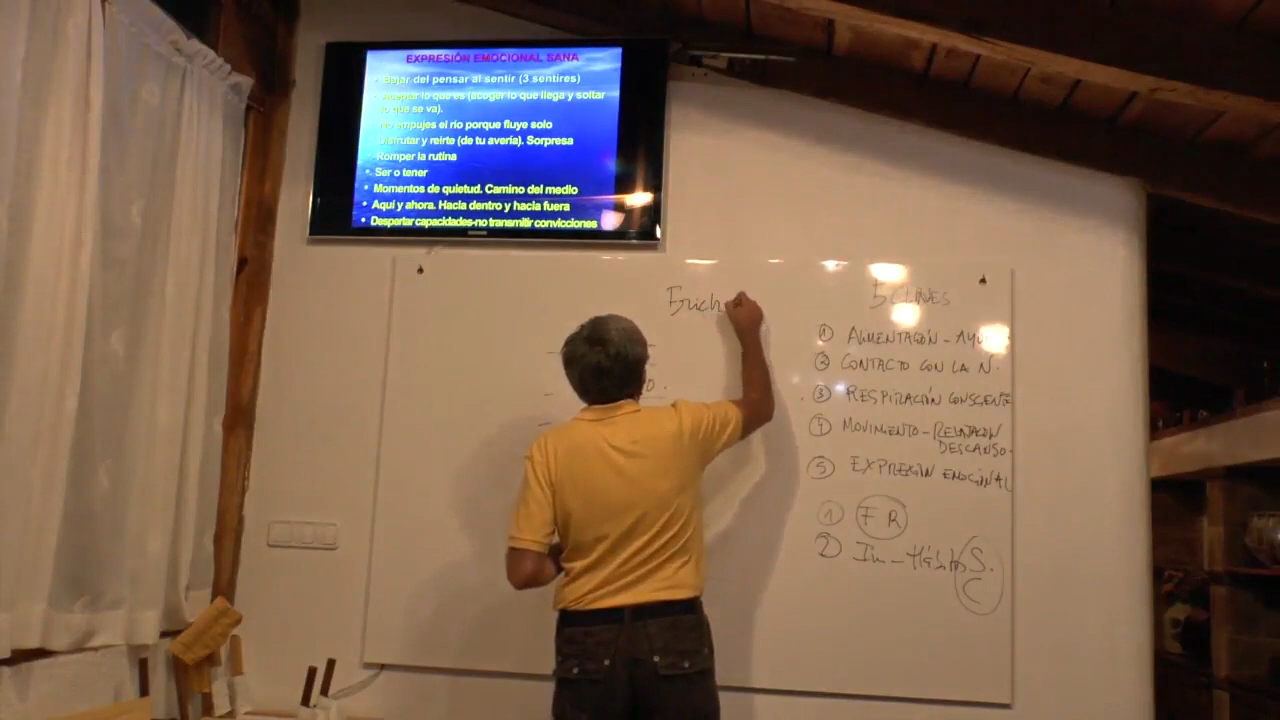 EXPRESIÓN EMOCIONAL SANA
• Bajar del pensar al sentir (3 sentires)
• Aceptar lo que es (acoger lo que llega y soltar
lo que se va).
No empujes el río porque fluye solo
Disfrutar y reirte (de tu avería). Sorpresa
• Romper la rutina
• Ser o tener
• Momentos de quietud. Camino del medio
• Aquí y ahora. Hacia dentro y hacia fuera
• Despertar capacidades-no transmitir convicciones
Erich
5 CLAVES
① ALIMENTACIÓN -
② CONTACTO CON LA N.
③ RESPIRACIÓN CONSCIENTE
④ MOVIMIENTO - RELAJACIÓN
DESCANSO.
⑤ EXPRESIÓN EMOCIONAL
① F R
② In - Hábitos S.
C